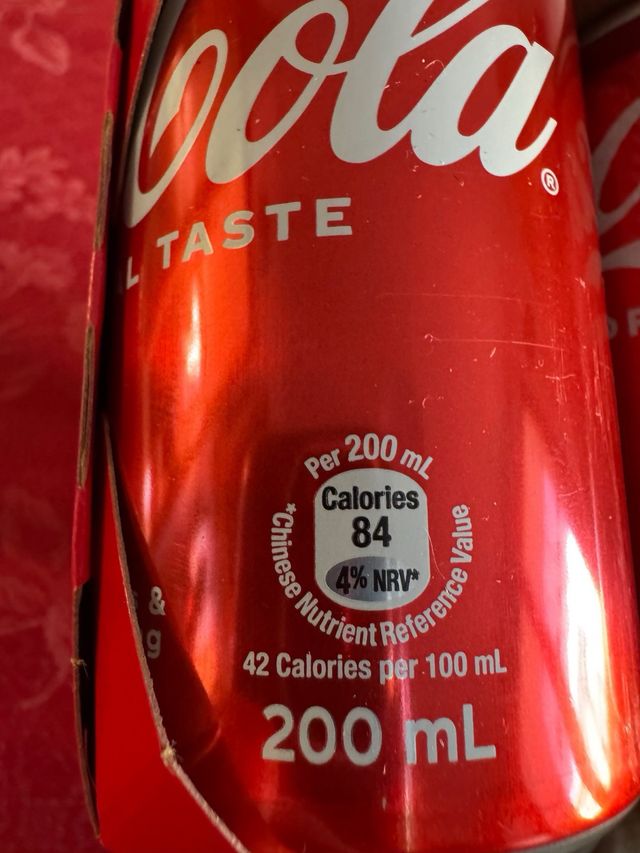 Cola
®
L TASTE
Per 200 mL
Calories
84
4% NRV*
*Chinese Nutrient Reference Value
42 Calories per 100 mL
200 mL
&
g